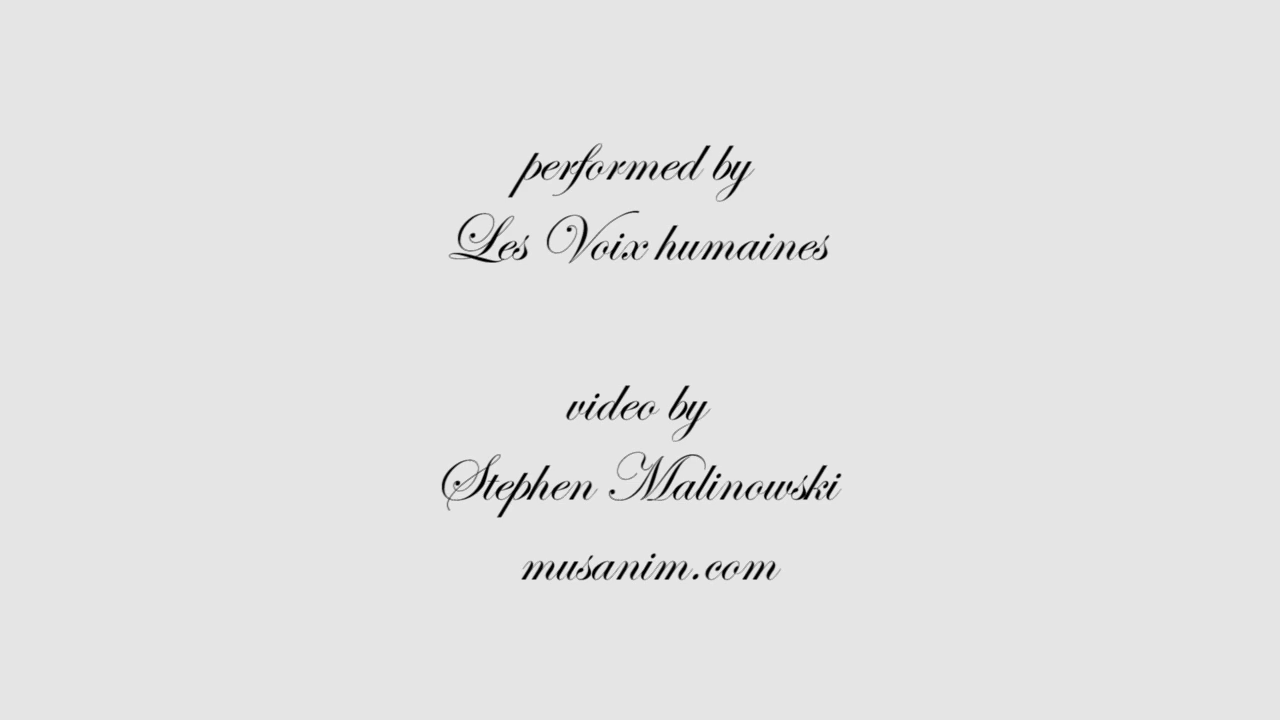 performed by
Les Voix humaines
video by
Stephen Malinowski
musanim.com